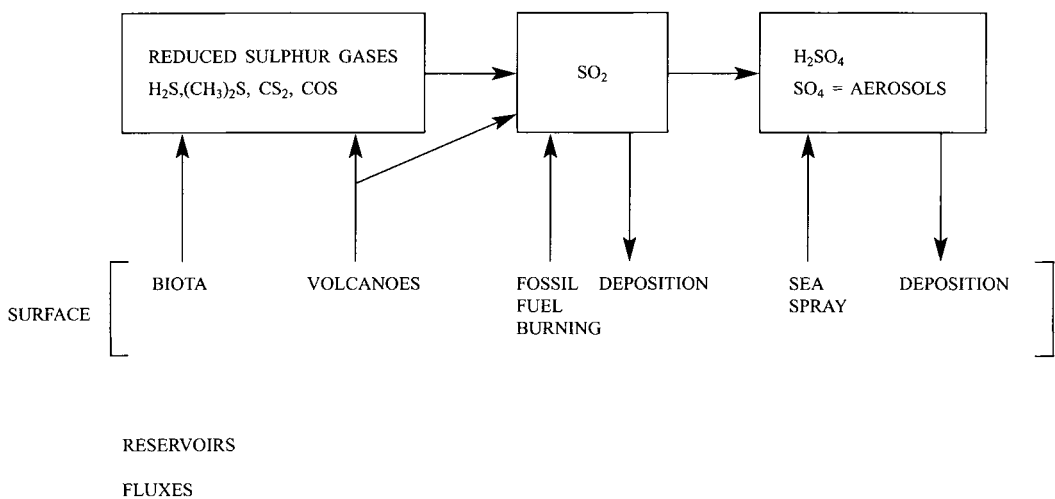 REDUCED SULPHUR GASES
H₂S,(CH₃)₂S, CS₂, COS
SO₂
H₂SO₄
SO₄ = AEROSOLS
SURFACE
BIOTA
VOLCANOES
FOSSIL
FUEL
BURNING
DEPOSITION
SEA
SPRAY
DEPOSITION
RESERVOIRS
FLUXES